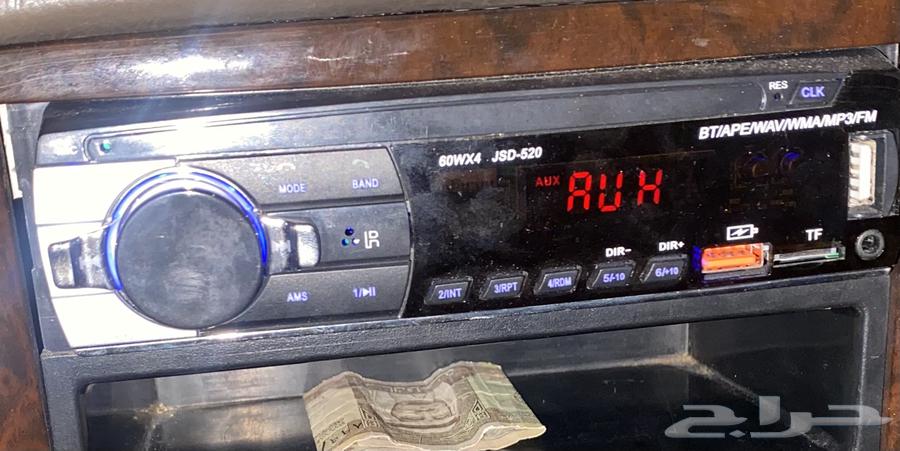 RES
CLK
BT/APE/WAV/WMA/MP3/FM
60WX4 JSD-520
MODE
BAND
AUX
AUX
DIR-
DIR+
TF
AMS
1/▶II
2/INT
3/RPT
4/RDM
5/-10
6/+10
حراج